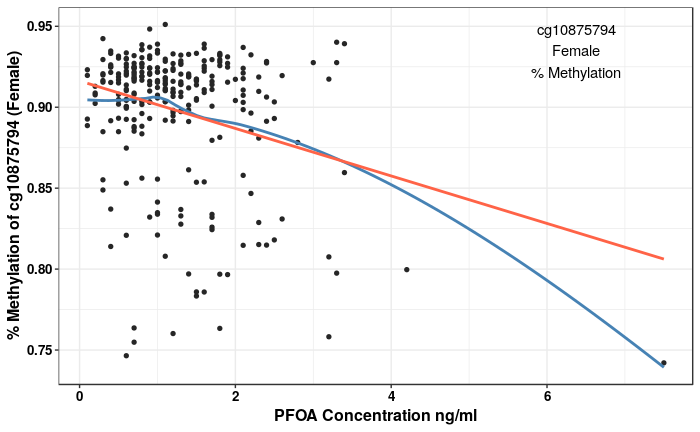 % Methylation of cg10875794 (Female)
0.95
0.90
0.85
0.80
0.75
cg10875794
Female
% Methylation
0 2 4 6
PFOA Concentration ng/ml